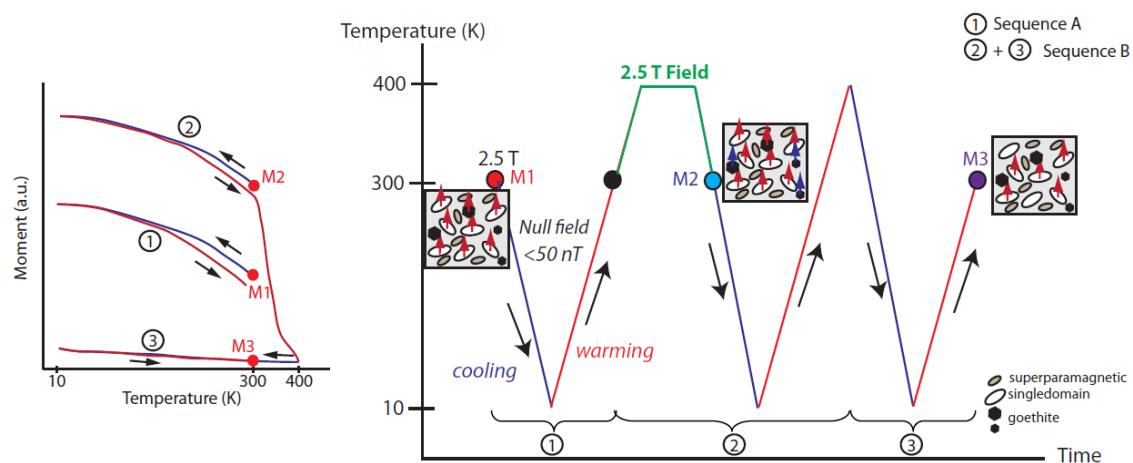 Moment (a.u.)
2
M2
1
M1
3
M3
10
300
400
Temperature (K)
Temperature (K)
400
300
10
2.5 T
M1
Null field
<50 nT
cooling
warming
2.5 T Field
M2
M3
1 Sequence A
2 + 3 Sequence B
superparamagnetic
singledomain
goethite
1
2
3
Time